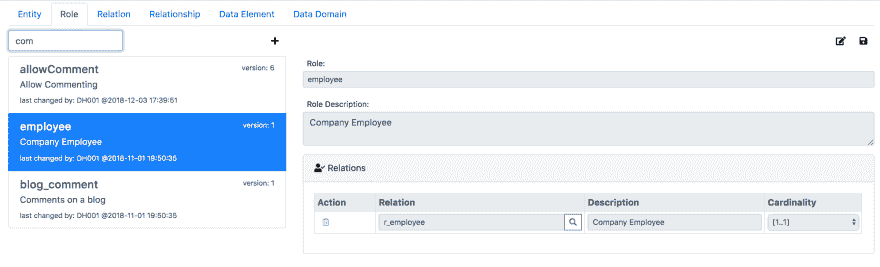 Entity Role Relation Relationship Data Element Data Domain
com
allowComment version: 6
Allow Commenting
last changed by: DH001 @2018-12-03 17:39:51
employee version: 1
Company Employee
last changed by: DH001 @2018-11-01 19:50:35
blog_comment version: 1
Comments on a blog
last changed by: DH001 @2018-11-01 19:50:35
Role:
employee
Role Description:
Company Employee
Relations
Action Relation Description Cardinality
r_employee Company Employee [1..1]